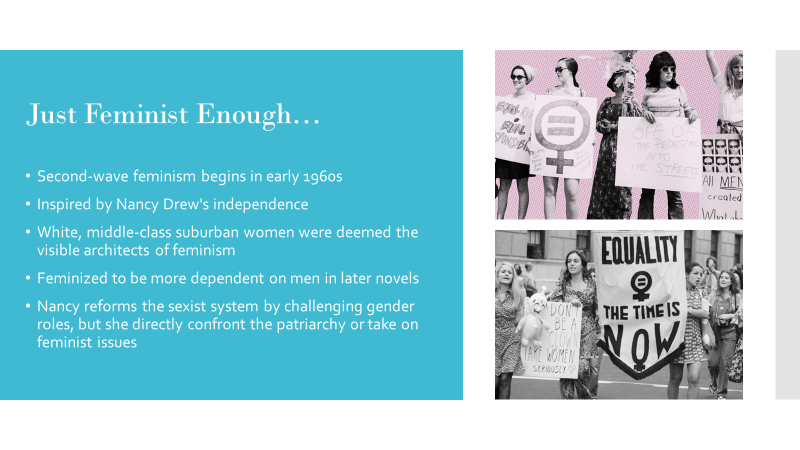 Just Feminist Enough…
• Second-wave feminism begins in early 1960s
• Inspired by Nancy Drew's independence
• White, middle-class suburban women were deemed the
visible architects of feminism
• Feminized to be more dependent on men in later novels
• Nancy reforms the sexist system by challenging gender
roles, but she directly confront the patriarchy or take on
feminist issues
EQUAL
OFF OF
THE PEDESTAL
INTO
THE STREETS
All MEN
created
EQUALITY
THE TIME IS
NOW
DON'T
BE A
CLOWN
TAKE WOMEN
SERIOUSLY